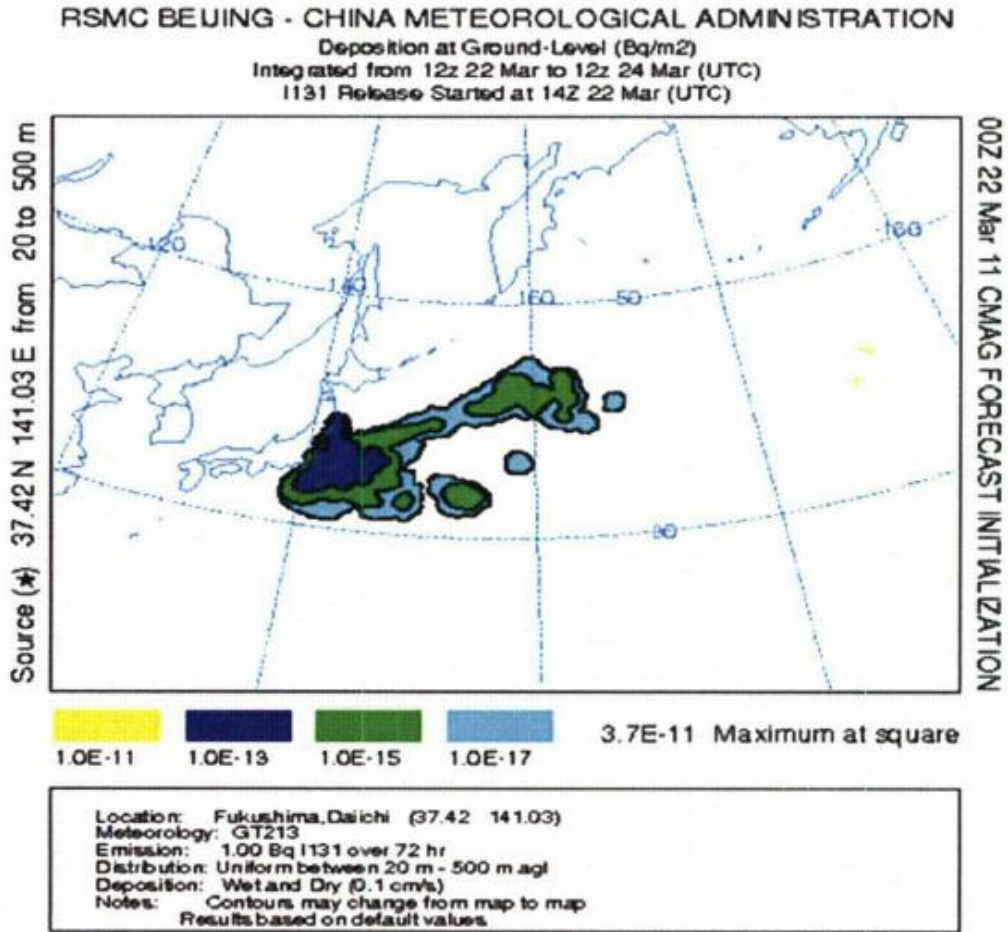 RSMC BEIJING - CHINA METEOROLOGICAL ADMINISTRATION
Deposition at Ground-Level (Bq/m2)
Integrated from 12z 22 Mar to 12z 24 Mar (UTC)
I131 Release Started at 14Z 22 Mar (UTC)
Source (★) 37.42 N 141.03 E from 20 to 500 m
00Z 22 Mar 11 CMAG FORECAST INITIALIZATION
120
160
140
160
50
30
1.0E-11
1.0E-13
1.0E-15
1.0E-17
3.7E-11 Maximum at square
Location: Fukushima,Daiichi (37.42 141.03)
Meteorology: GT213
Emission: 1.00 Bq I131 over 72 hr
Distribution: Uniform between 20 m - 500 m agl
Deposition: Wet and Dry (0.1 cm/s)
Notes: Contours may change from map to map
Results based on default values